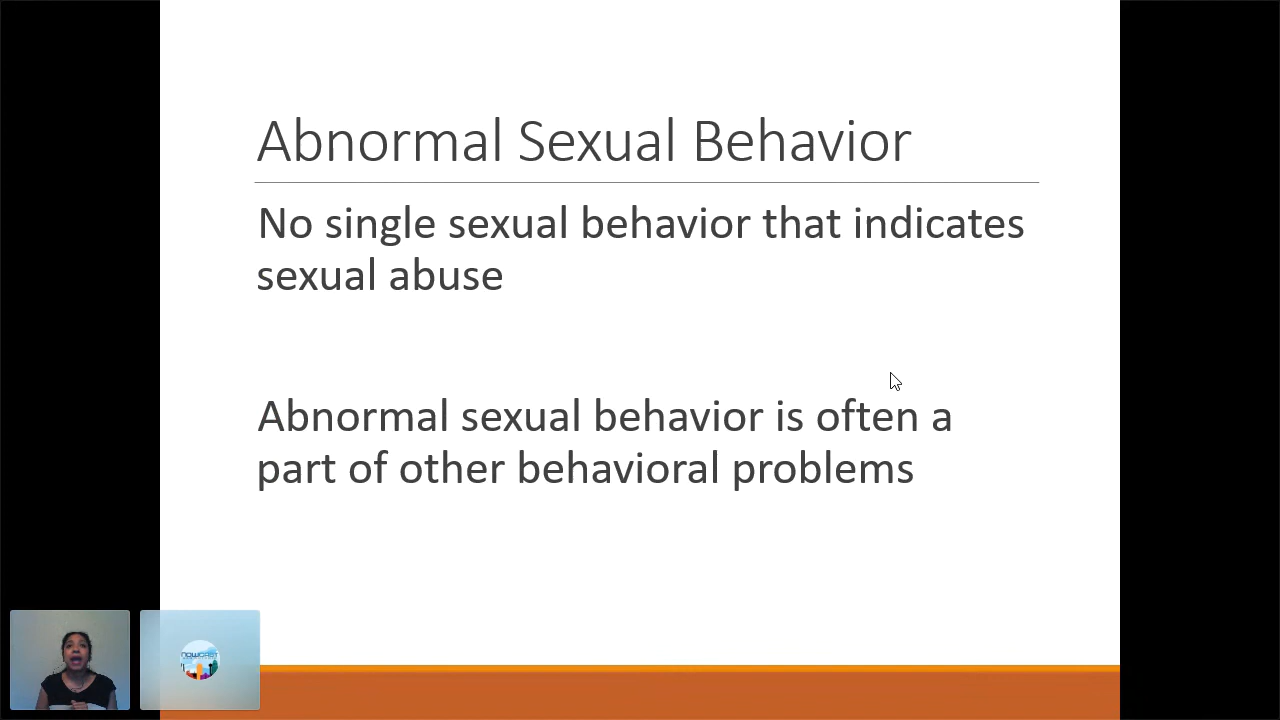 Abnormal Sexual Behavior
No single sexual behavior that indicates
sexual abuse
Abnormal sexual behavior is often a
part of other behavioral problems